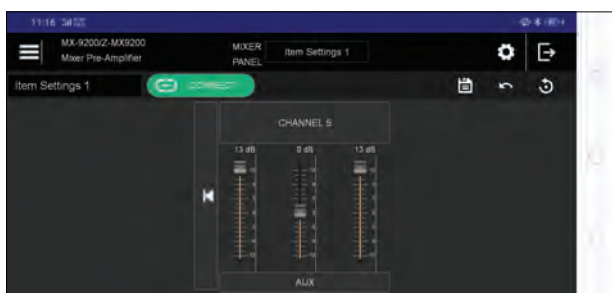 11:16
MX-9200/Z-MX9200
Mixer Pre-Amplifier
MIXER
PANEL
Item Settings 1
Item Settings 1
CONNECT
CHANNEL 5
13 dB
0 dB
13 dB
AUX